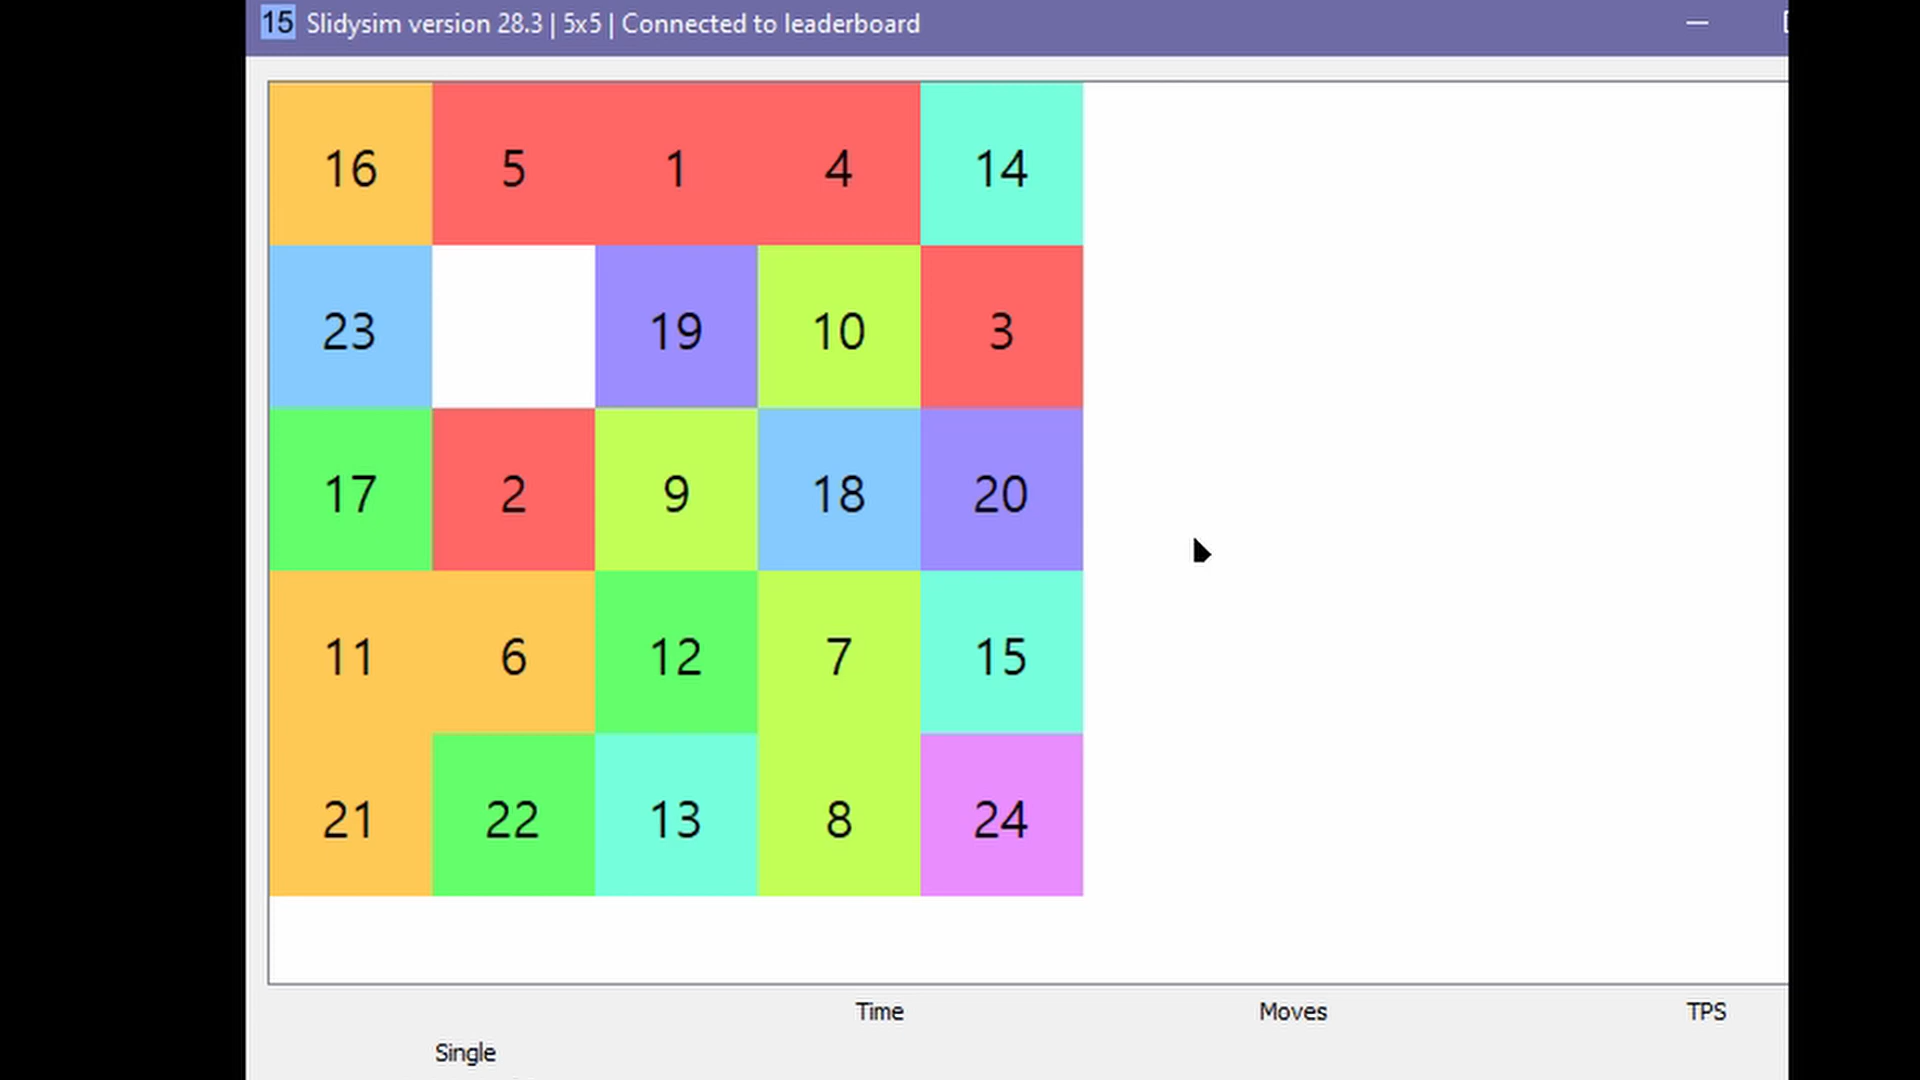 15 Slidysim version 28.3 | 5x5 | Connected to leaderboard
16 5 1 4 14
23 19 10 3
17 2 9 18 20
11 6 12 7 15
21 22 13 8 24
Time Moves TPS
Single